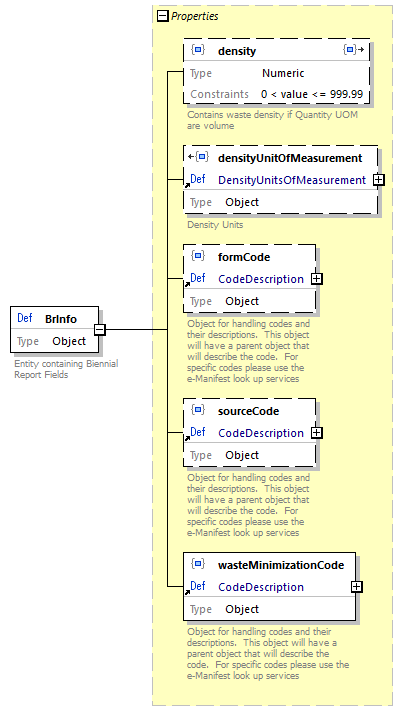 Properties
density
Type Numeric
Constraints 0 < value <= 999.99
Contains waste density if Quantity UOM
are volume
densityUnitOfMeasurement
Def DensityUnitsOfMeasurement
Type Object
Density Units
formCode
Def CodeDescription
Type Object
Object for handling codes and
their descriptions. This object
will have a parent object that
will describe the code. For
specific codes please use the
e-Manifest look up services
Def BrInfo
Type Object
Entity containing Biennial
Report Fields
sourceCode
Def CodeDescription
Type Object
Object for handling codes and
their descriptions. This object
will have a parent object that
will describe the code. For
specific codes please use the
e-Manifest look up services
wasteMinimizationCode
Def CodeDescription
Type Object
Object for handling codes and their
descriptions. This object will have a
parent object that will describe the
code. For specific codes please use the
e-Manifest look up services